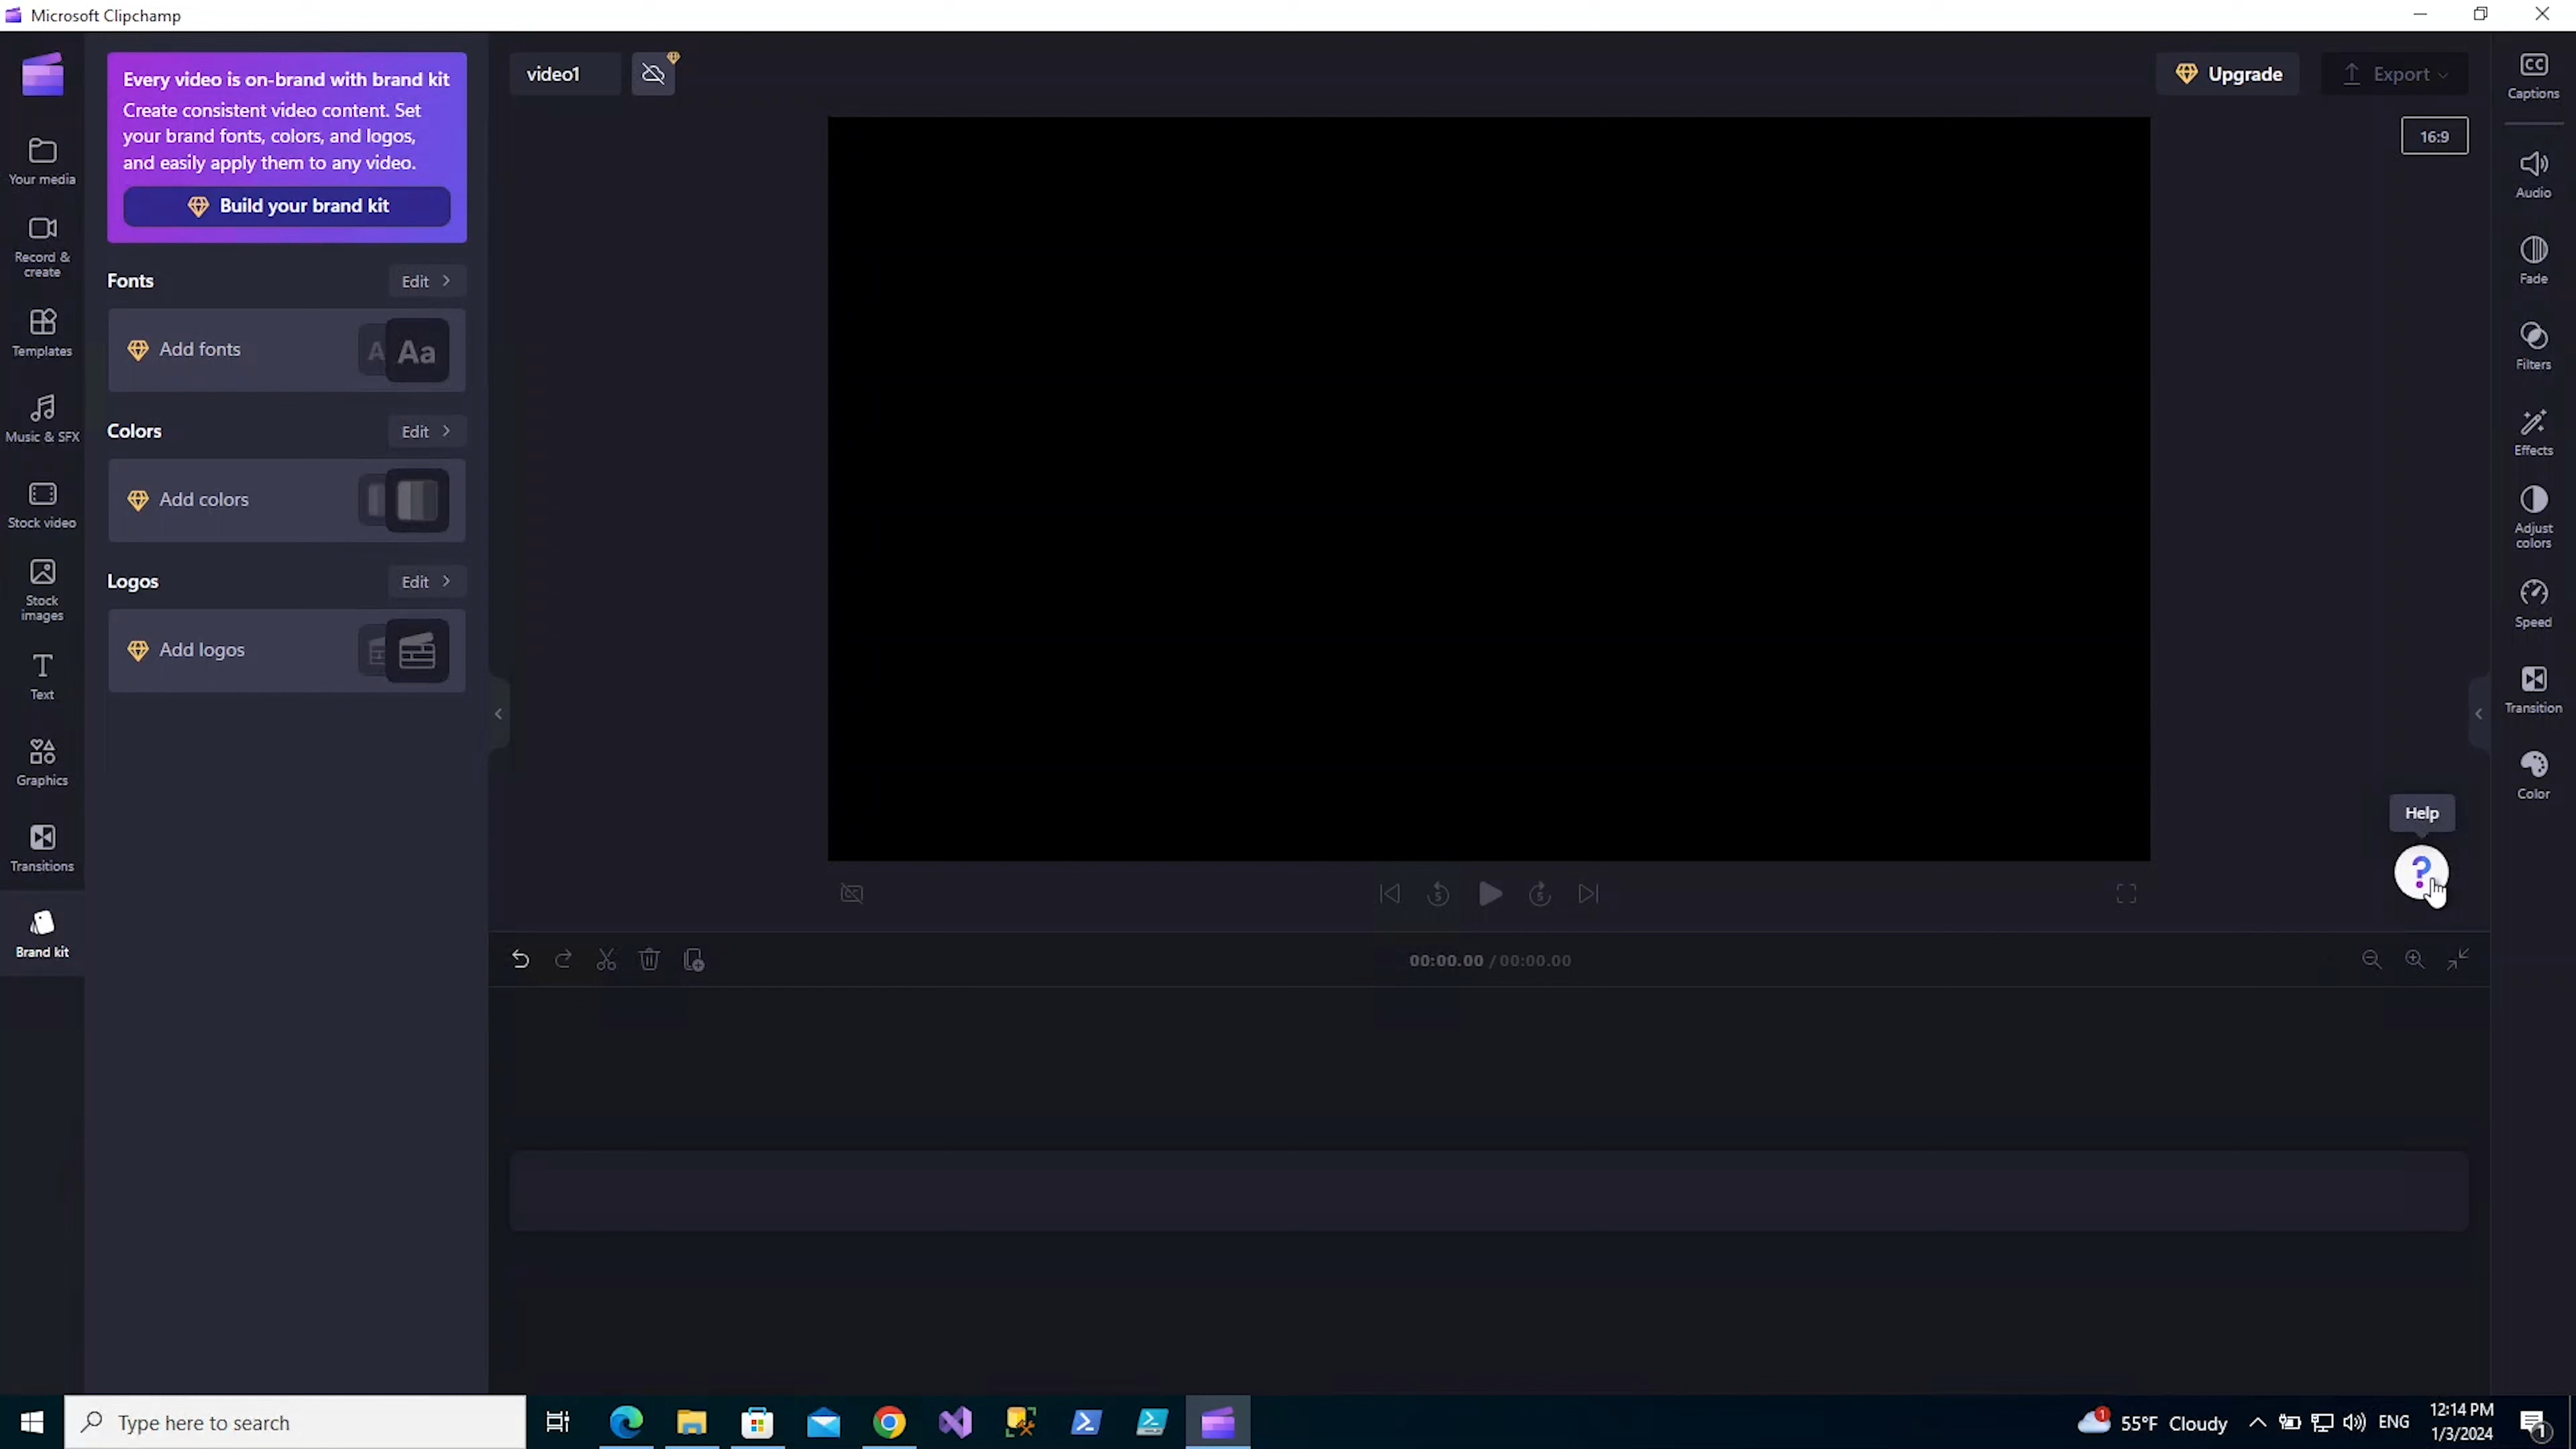 Microsoft Clipchamp
Every video is on-brand with brand kit
Create consistent video content. Set
your brand fonts, colors, and logos,
and easily apply them to any video.
Build your brand kit
Your media
Record &
create
Templates
Music & SFX
Stock video
Stock
images
Text
Graphics
Transitions
Brand kit
Fonts
Edit
Add fonts
A Aa
Colors
Edit
Add colors
Logos
Edit
Add logos
video1
Upgrade
Export
16:9
CC
Captions
Audio
Fade
Filters
Effects
Adjust
colors
Speed
Transition
Color
Help
?
5
5
00:00.00 / 00:00.00
Type here to search
1
55°F Cloudy
ENG
12:14 PM
1/3/2024
1